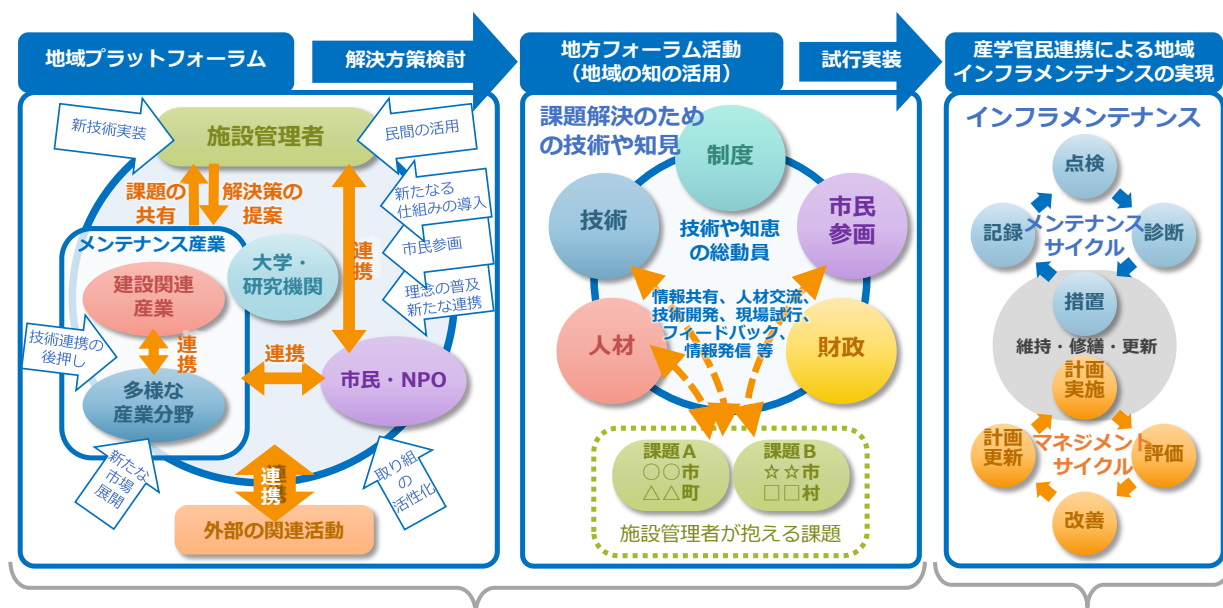 地域プラットフォーラム
解決方策検討
地方フォーラム活動
（地域の知の活用）
試行実装
産学官民連携による地域
インフラメンテナンスの実現
新技術実装
施設管理者
民間の活用
課題の
共有
解決策の
提案
新たなる
仕組みの導入
連携
市民参画
メンテナンス産業
大学・
研究機関
建設関連
産業
理念の普及
新たな連携
技術連携の
後押し
連携
連携
多様な
産業分野
市民・NPO
新たな
市場
展開
連携
取り組
の
活性化
外部の関連活動
課題解決のため
の技術や知見
制度
技術
市民
参画
技術や知恵
の総動員
情報共有、人材交流、
技術開発、現場試行、
フィードバック、
情報発信 等
人材
財政
課題A
○○市
△△町
課題B
☆☆市
□□村
施設管理者が抱える課題
インフラメンテナンス
点検
記録
メンテナンス
サイクル
診断
措置
維持・修繕・更新
計画
実施
計画
更新
マネジメント
サイクル
評価
改善